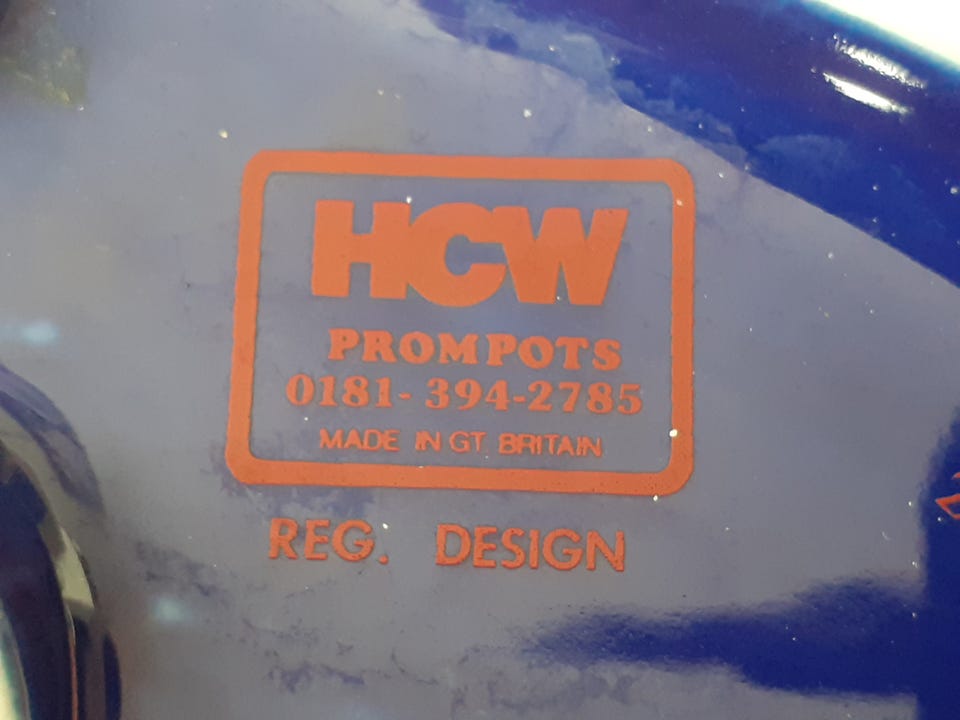 HCW
PROMPOTS
0181-394-2785
MADE IN GT BRITAIN
REG. DESIGN